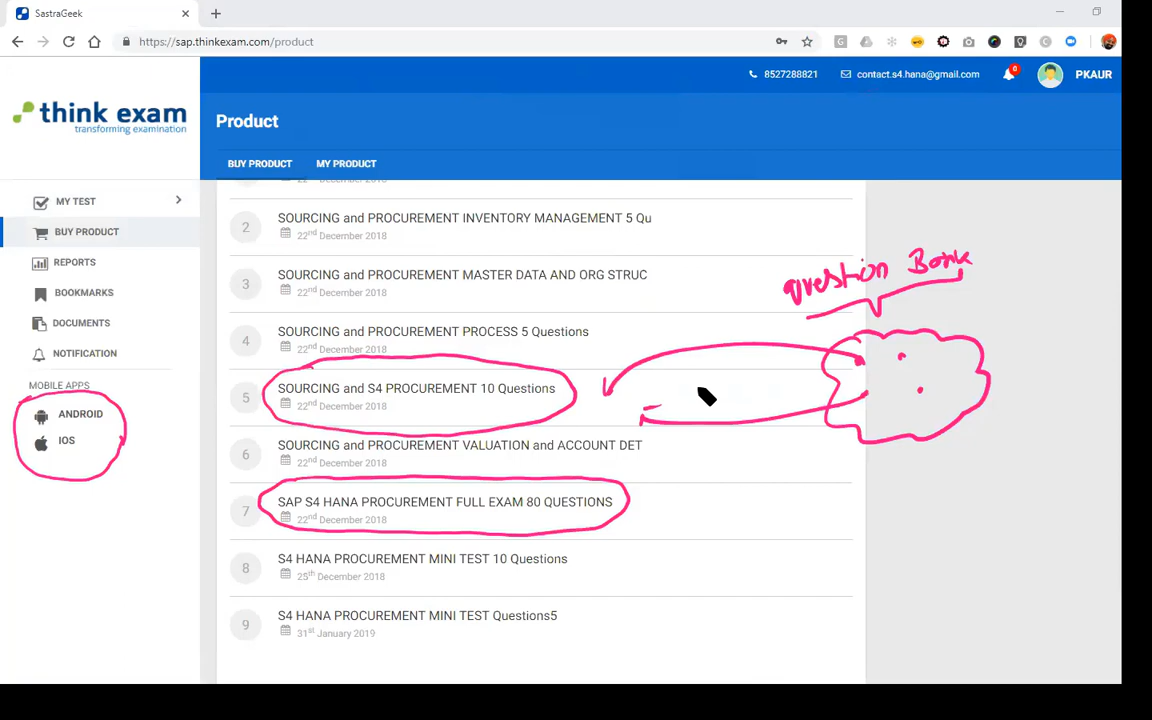 SastraGeek
https://sap.thinkexam.com/product
8527288821 contact.s4.hana@gmail.com 0 PKAUR
think exam
transforming examination
Product
BUY PRODUCT MY PRODUCT
MY TEST
BUY PRODUCT
REPORTS
BOOKMARKS
DOCUMENTS
NOTIFICATION
MOBILE APPS
ANDROID
IOS
22nd December 2018
2 SOURCING and PROCUREMENT INVENTORY MANAGEMENT 5 Qu
22nd December 2018
3 SOURCING and PROCUREMENT MASTER DATA AND ORG STRUC
22nd December 2018
4 SOURCING and PROCUREMENT PROCESS 5 Questions
22nd December 2018
5 SOURCING and S4 PROCUREMENT 10 Questions
22nd December 2018
6 SOURCING and PROCUREMENT VALUATION and ACCOUNT DET
22nd December 2018
7 SAP S4 HANA PROCUREMENT FULL EXAM 80 QUESTIONS
22nd December 2018
8 S4 HANA PROCUREMENT MINI TEST 10 Questions
25th December 2018
9 S4 HANA PROCUREMENT MINI TEST Questions5
31st January 2019
question Bank